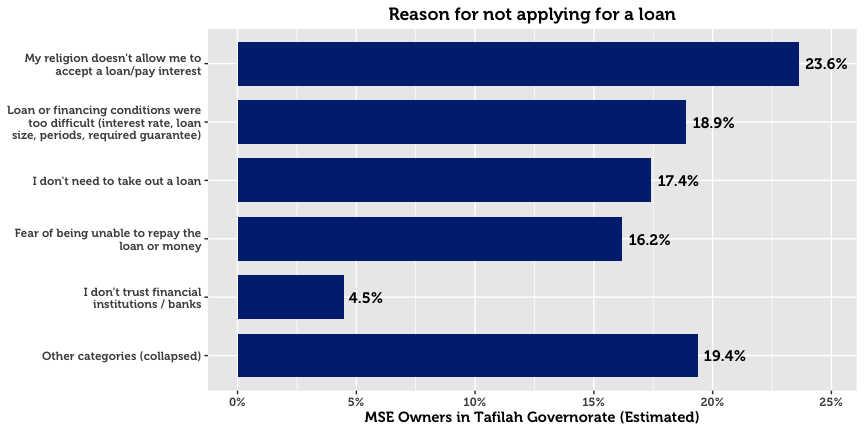 Reason for not applying for a loan
My religion doesn't allow me to
accept a loan/pay interest
23.6%
Loan or financing conditions were
too difficult (interest rate, loan
size, periods, required guarantee)
18.9%
I don't need to take out a loan
17.4%
Fear of being unable to repay the
loan or money
16.2%
I don't trust financial
institutions / banks
4.5%
Other categories (collapsed)
19.4%
0% 5% 10% 15% 20% 25%
MSE Owners in Tafilah Governorate (Estimated)